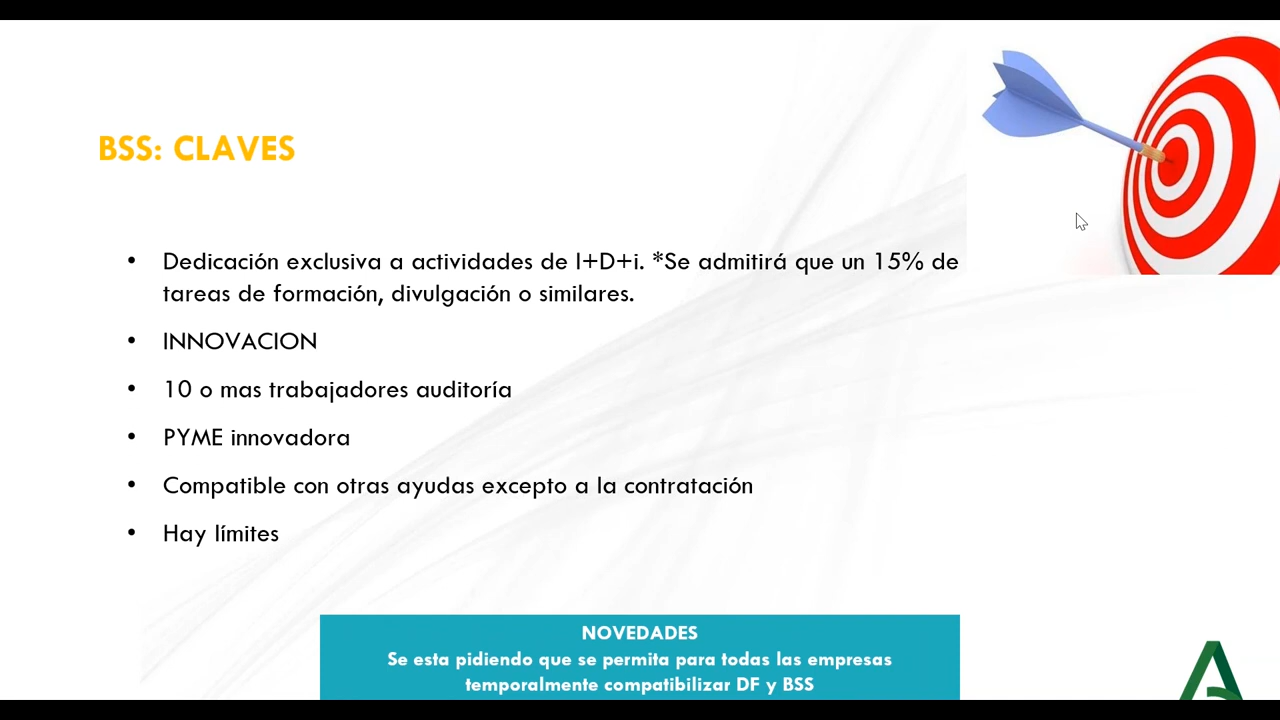 BSS: CLAVES
• Dedicación exclusiva a actividades de I+D+i. *Se admitirá que un 15% de
tareas de formación, divulgación o similares.
• INNOVACION
• 10 o mas trabajadores auditoría
• PYME innovadora
• Compatible con otras ayudas excepto a la contratación
• Hay límites
NOVEDADES
Se esta pidiendo que se permita para todas las empresas
temporalmente compatibilizar DF y BSS